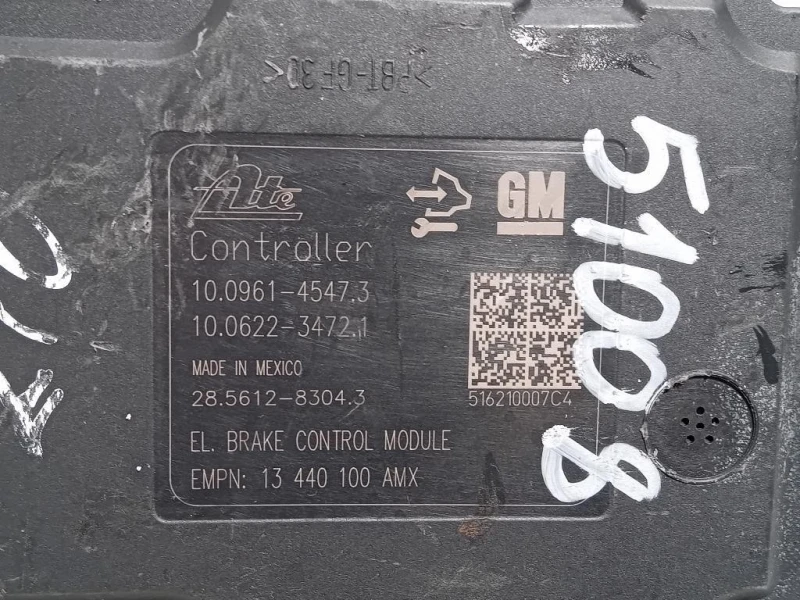 >PBT-GF30<
Ate
GM
Controller
10.0961-4547.3
10.0622-3472.1
MADE IN MEXICO
28.5612-8304.3
516210007C4
EL. BRAKE CONTROL MODULE
EMPN: 13 440 100 AMX
51008